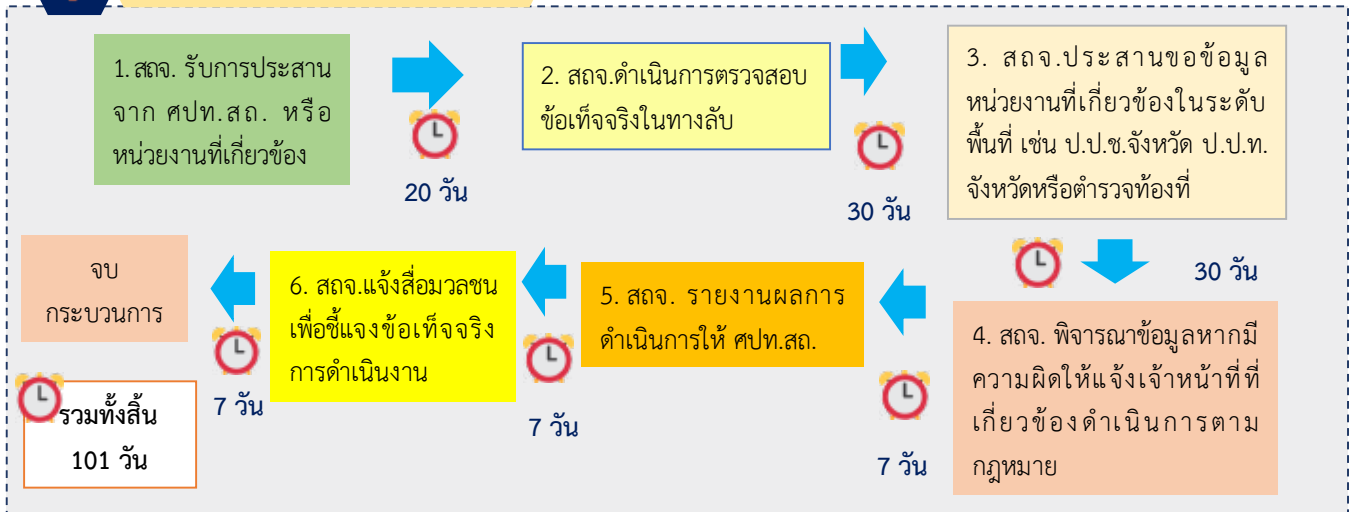 1. สถจ. รับการประสาน
จาก ศปท.สถ. หรือ
หน่วยงานที่เกี่ยวข้อง
20 วัน
2. สถจ.ดำเนินการตรวจสอบ
ข้อเท็จจริงในทางลับ
30 วัน
3. สถจ.ประสานขอข้อมูล
หน่วยงานที่เกี่ยวข้องในระดับ
พื้นที่ เช่น ป.ป.ช.จังหวัด ป.ป.ท.
จังหวัดหรือตำรวจท้องที่
30 วัน
4. สถจ. พิจารณาข้อมูลหากมี
ความผิดให้แจ้งเจ้าหน้าที่ที่
เกี่ยวข้องดำเนินการตาม
กฎหมาย
7 วัน
5. สถจ. รายงานผลการ
ดำเนินการให้ ศปท.สถ.
7 วัน
6. สถจ.แจ้งสื่อมวลชน
เพื่อชี้แจงข้อเท็จจริง
การดำเนินงาน
7 วัน
จบ
กระบวนการ
รวมทั้งสิ้น
101 วัน